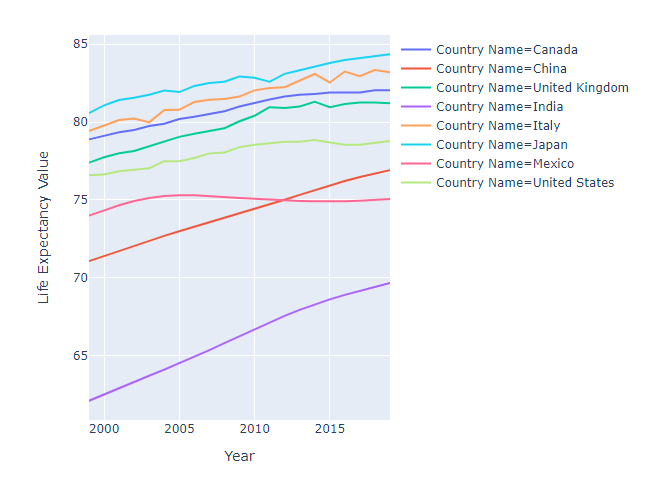 85
80
75
70
65
2000
2005
2010
2015
Year
Life Expectancy Value
Country Name=Canada
Country Name=China
Country Name=United Kingdom
Country Name=India
Country Name=Italy
Country Name=Japan
Country Name=Mexico
Country Name=United States